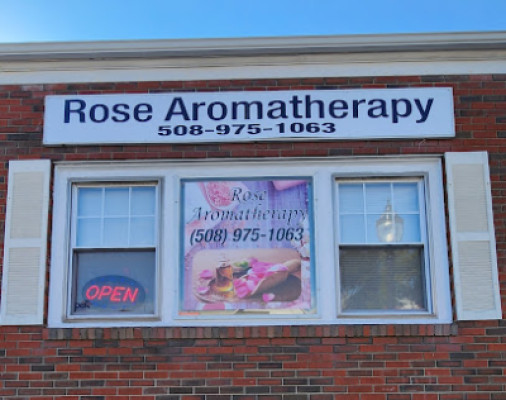 Rose Aromatherapy
508-975-1063
Rose
Aromatherapy
(508) 975-1063
OPEN